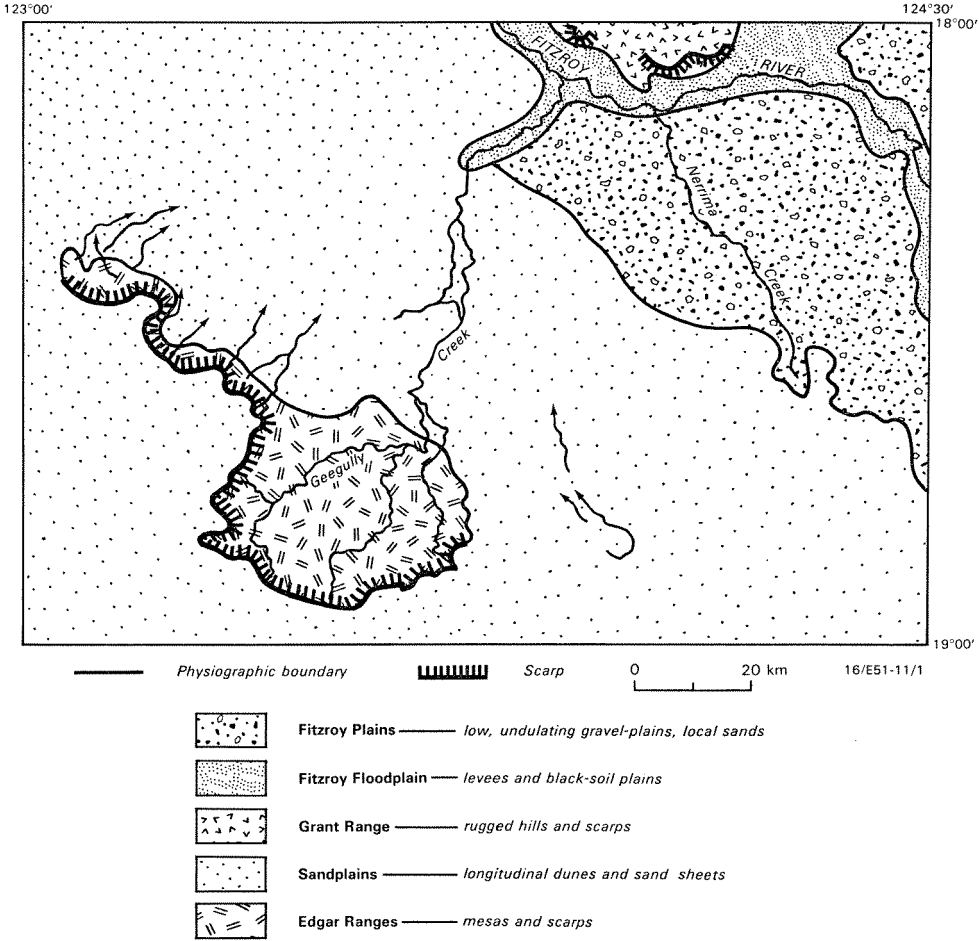 123°00' 124°30'
18°00'
FITZROY RIVER
Nerrima
Creek
Creek
Geegully
19°00'
Physiographic boundary Scarp 0 20 km 16/E51-11/1
Fitzroy Plains — low, undulating gravel-plains, local sands
Fitzroy Floodplain — levees and black-soil plains
Grant Range — rugged hills and scarps
Sandplains — longitudinal dunes and sand sheets
Edgar Ranges — mesas and scarps